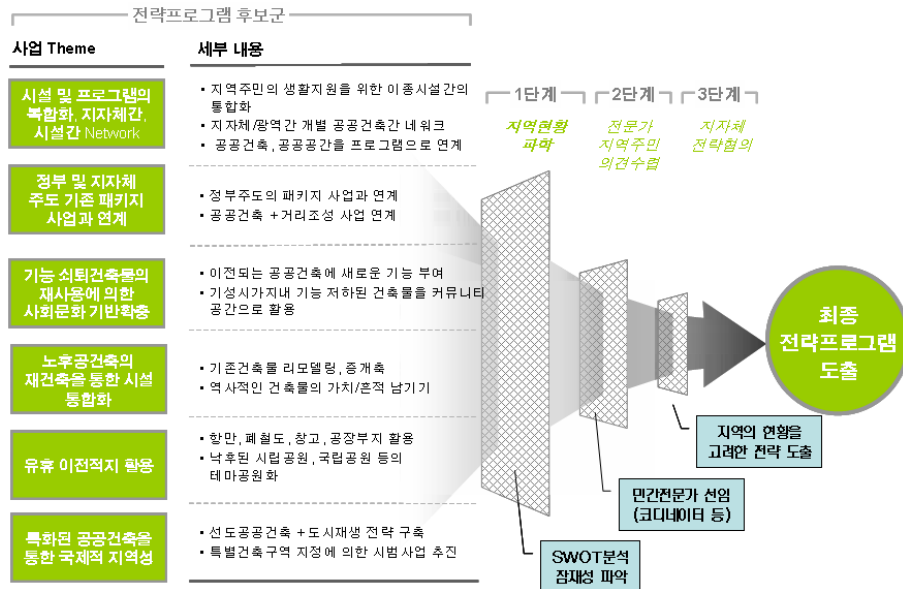 전략프로그램 후보군
사업 Theme
세부 내용
시설 및 프로그램의
복합화, 지자체간,
시설간 Network
▪ 지역주민의 생활지원을 위한 이종시설간의
통합화
▪ 지자체/광역간 개별 공공건축간 네워크
▪ 공공건축,공공공간을 프로그램으로 연계
정부 및 지자체
주도 기존 패키지
사업과 연계
▪ 정부주도의 패키지 사업과 연계
▪ 공공건축 +거리조성 사업 연계
기능 쇠퇴건축물의
재사용에 의한
사회문화 기반확충
▪ 이전되는 공공건축에 새로운 기능 부여
▪ 기성시가지내 기능 저하된 건축물을 커뮤니티
공간으로 활용
노후공건축의
재건축을 통한 시설
통합화
▪ 기존건축물 리모델링, 증개축
▪ 역사적인 건축물의 가치/흔적 남기기
유휴 이전적지 활용
▪ 항만, 폐철도, 창고, 공장부지 활용
▪ 낙후된 시립공원, 국립공원 등의
테마공원화
특화된 공공건축을
통한 국제적 지역성
▪ 선도공공건축 +도시재생 전략 구축
▪ 특별건축구역 지정에 의한 시범사업 추진
1단계
2단계
3단계
지역현황
파학
전문가
지역주민
의견수렵
지자체
전략협의
최종
전략프로그램
도출
지역의 현황을
고려한 전략 도출
민간전문가 선임
(코디네이터 등)
SWOT분석
잠재성 파악